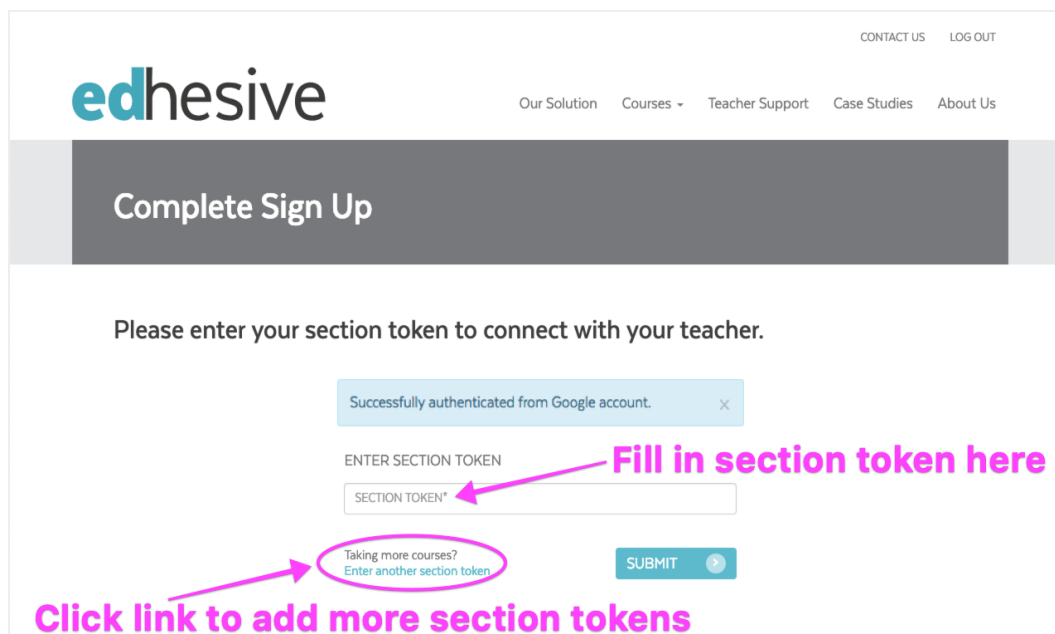 CONTACT US LOG OUT
edhesive
Our Solution Courses Teacher Support Case Studies About Us
Complete Sign Up
Please enter your section token to connect with your teacher.
Successfully authenticated from Google account. x
ENTER SECTION TOKEN
Fill in section token here
SECTION TOKEN*
Taking more courses?
Enter another section token
SUBMIT >
Click link to add more section tokens